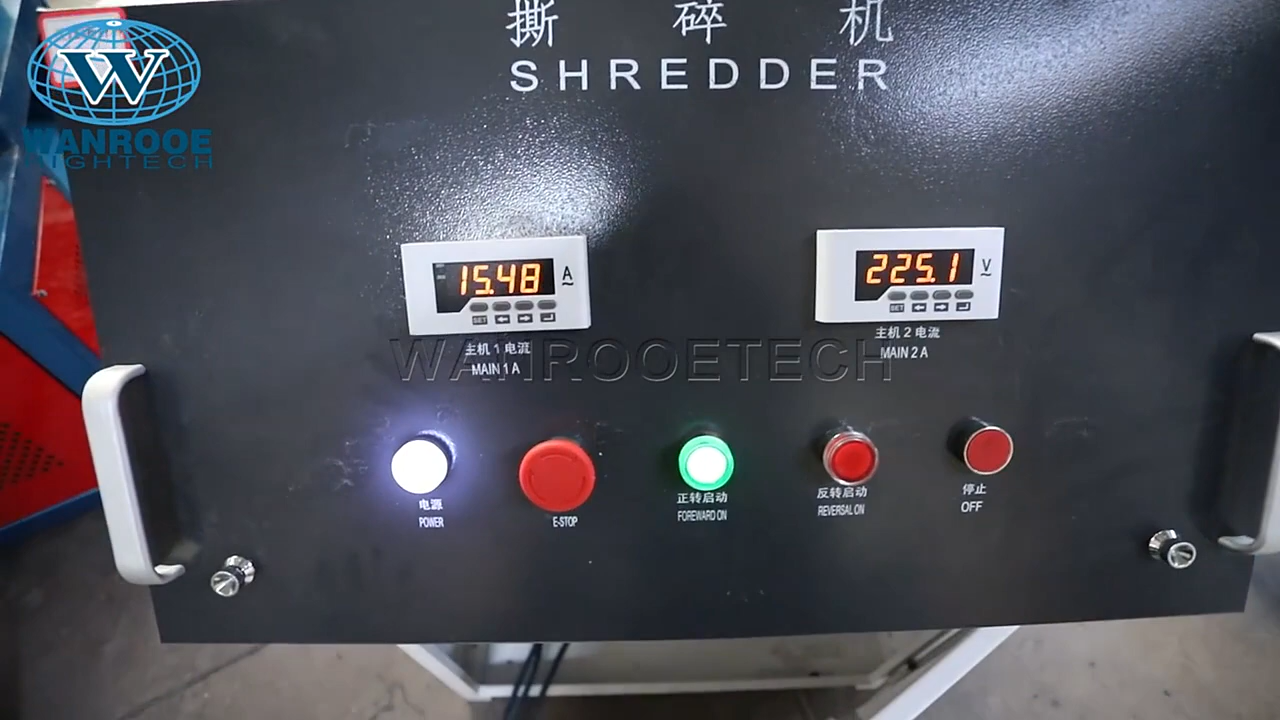 W
WANROOE
HIGHTECH
撕碎机
SHREDDER
15.48 A~
SET
225.1 V~
SET
主机1电流
MAIN 1 A
主机2电流
MAIN 2 A
WANROOETECH
电源
POWER
E-STOP
正转启动
FOREWARD ON
反转启动
REVERSAL ON
停止
OFF